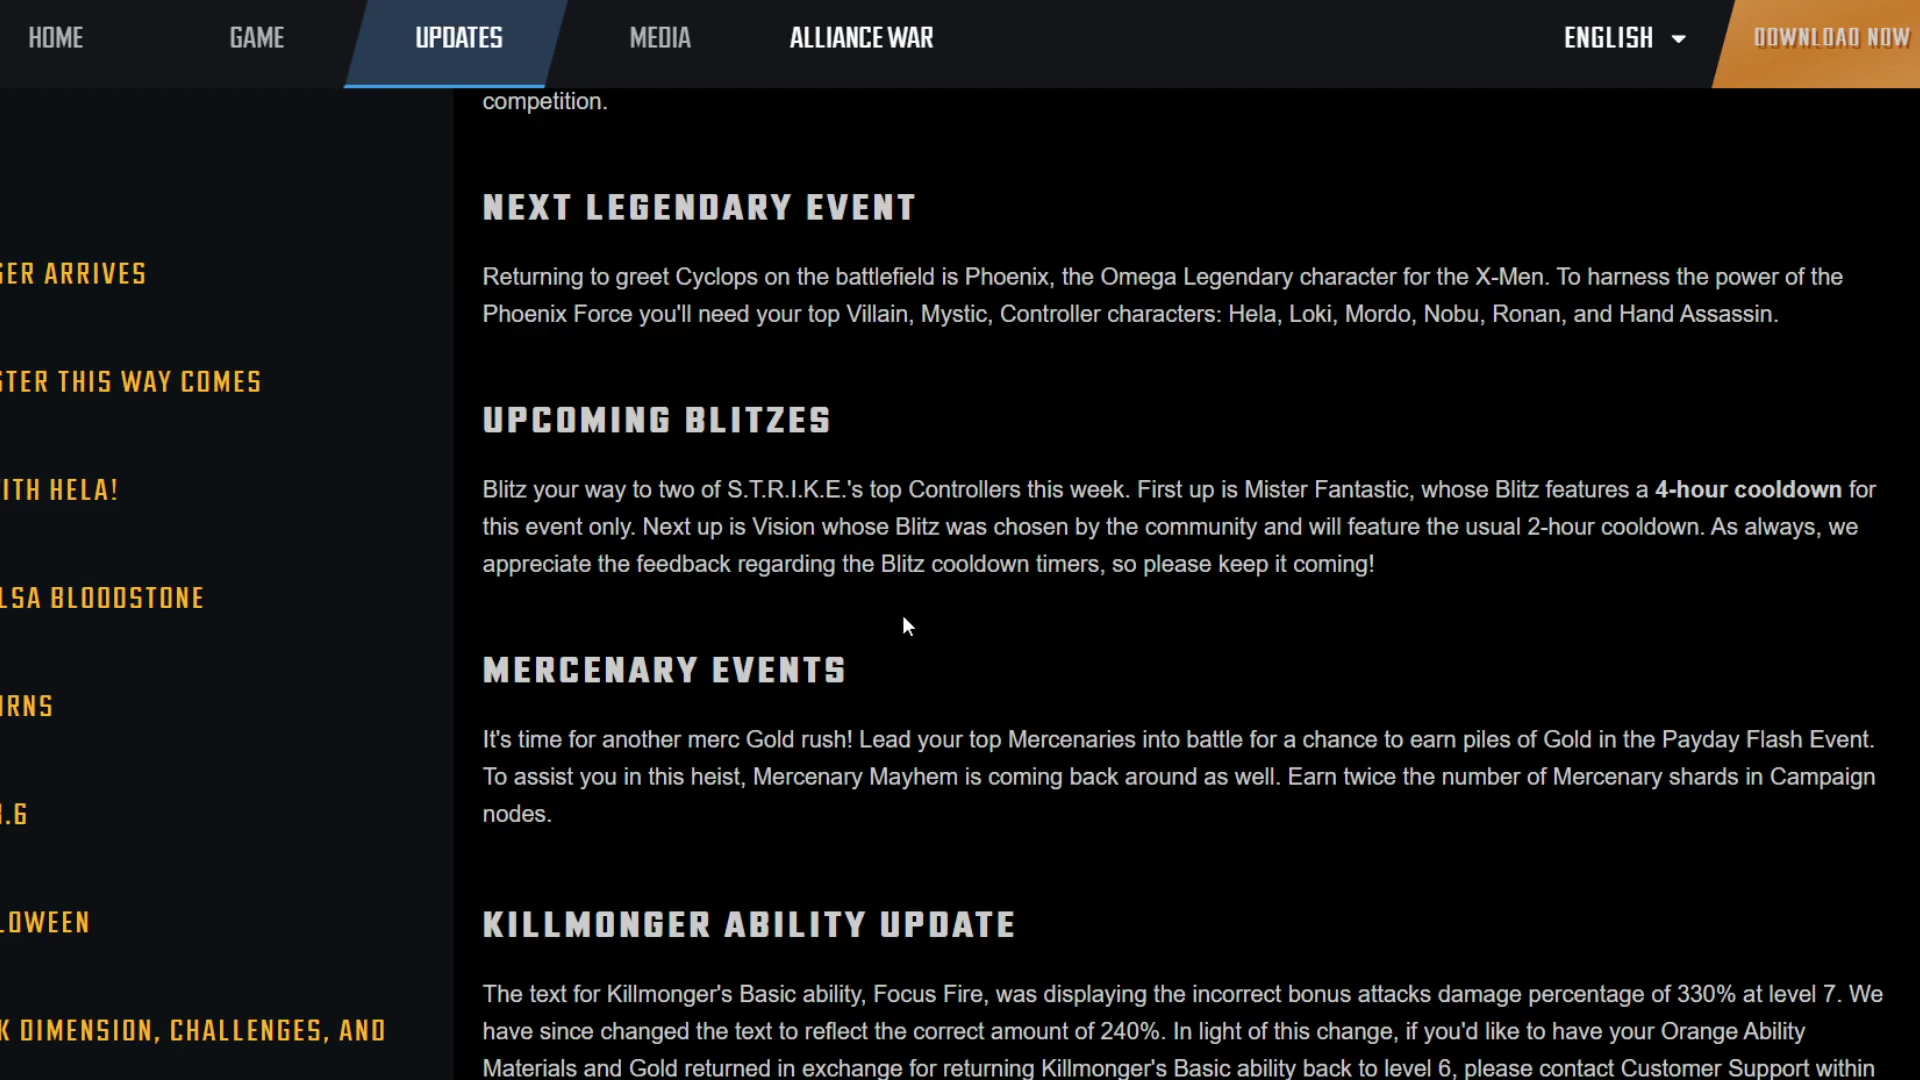 HOME
GAME
UPDATES
MEDIA
ALLIANCE WAR
ENGLISH
DOWNLOAD NOW
GER ARRIVES
STER THIS WAY COMES
ITH HELA!
LSA BLOODSTONE
URNS
3.6
LOWEEN
K DIMENSION, CHALLENGES, AND
competition.
NEXT LEGENDARY EVENT
Returning to greet Cyclops on the battlefield is Phoenix, the Omega Legendary character for the X-Men. To harness the power of the
Phoenix Force you'll need your top Villain, Mystic, Controller characters: Hela, Loki, Mordo, Nobu, Ronan, and Hand Assassin.
UPCOMING BLITZES
Blitz your way to two of S.T.R.I.K.E.'s top Controllers this week. First up is Mister Fantastic, whose Blitz features a 4-hour cooldown for
this event only. Next up is Vision whose Blitz was chosen by the community and will feature the usual 2-hour cooldown. As always, we
appreciate the feedback regarding the Blitz cooldown timers, so please keep it coming!
MERCENARY EVENTS
It's time for another merc Gold rush! Lead your top Mercenaries into battle for a chance to earn piles of Gold in the Payday Flash Event.
To assist you in this heist, Mercenary Mayhem is coming back around as well. Earn twice the number of Mercenary shards in Campaign
nodes.
KILLMONGER ABILITY UPDATE
The text for Killmonger's Basic ability, Focus Fire, was displaying the incorrect bonus attacks damage percentage of 330% at level 7. We
have since changed the text to reflect the correct amount of 240%. In light of this change, if you'd like to have your Orange Ability
Materials and Gold returned in exchange for returning Killmonger's Basic ability back to level 6, please contact Customer Support within